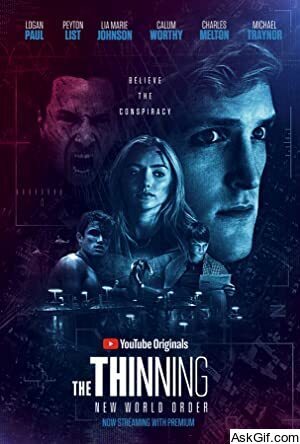 LOGAN PAUL
PEYTON LIST
LIA MARIE JOHNSON
CALUM WORTHY
CHARLES MELTON
MICHAEL TRAYNOR
BELIEVE
THE
CONSPIRACY
YouTube Originals
THE THINNING
NEW WORLD ORDER
NOW STREAMING WITH PREMIUM
AskGif.com